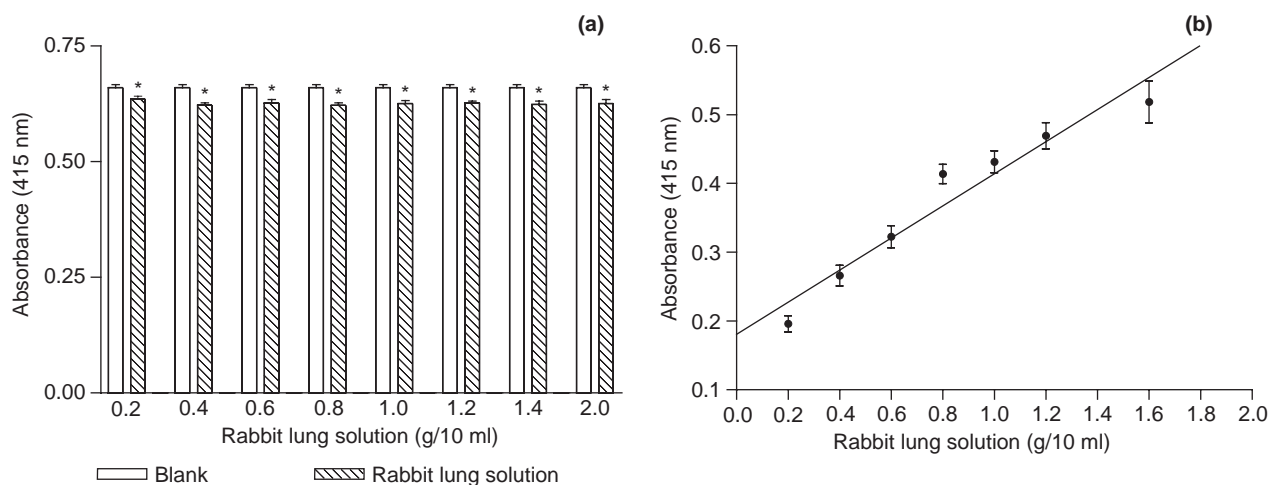 (a)
0.75
0.50
0.25
0.00
Absorbance (415 nm)
* * * * * * * *
0.2 0.4 0.6 0.8 1.0 1.2 1.4 2.0
Rabbit lung solution (g/10 ml)
Blank
Rabbit lung solution
(b)
0.6
0.5
0.4
0.3
0.2
0.1
Absorbance (415 nm)
0.0 0.2 0.4 0.6 0.8 1.0 1.2 1.4 1.6 1.8 2.0
Rabbit lung solution (g/10 ml)